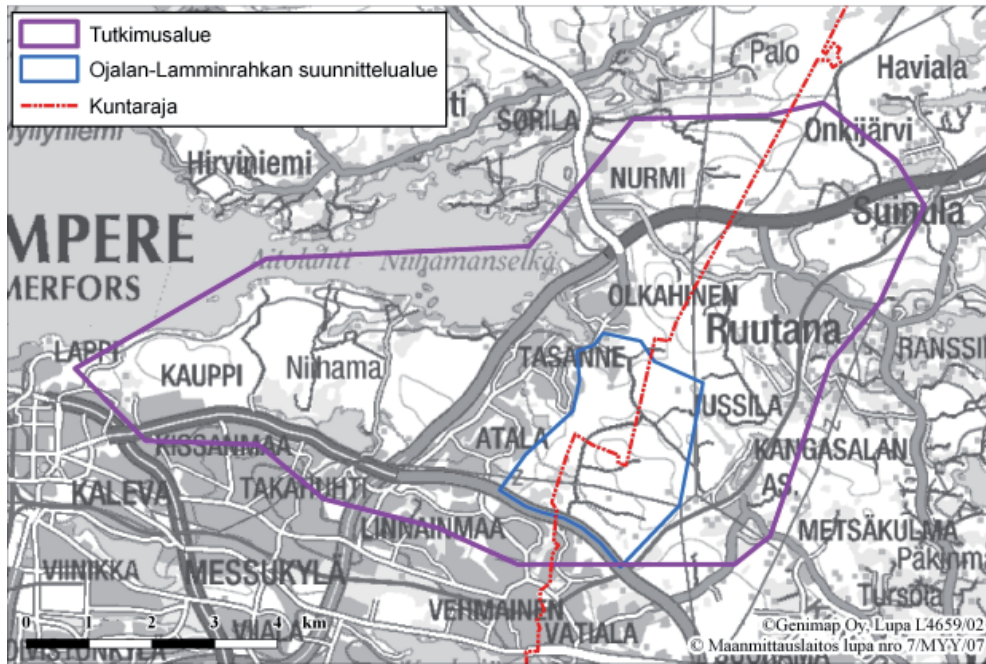 Tutkimusalue
Ojalan-Lamminrahkan suunnittelualue
Kuntaraja
Palo
Haviala
SORILA
Onkijärvi
Hirviniemi
NURMI
Suinula
MPERE
MERFORS
Aitolahti Niihamanselkä
OLKAHINEN
Ruutana
LAPPI
TASANNE
KAUPPI
Niihama
USSILA
ATALA
KISSANMAA
KANGASALAN
AS.
KALEVA
TAKAHUHTI
LINNAINMAA
METSÄKULMA
VIINIKKA
MESSUKYLÄ
Tursola
VEHMAINEN
VIIALA
VATIALA
0 1 2 3 4 km
©Genimap Oy, Lupa L4659/02
© Maanmittauslaitos lupa nro 7/MYY/07